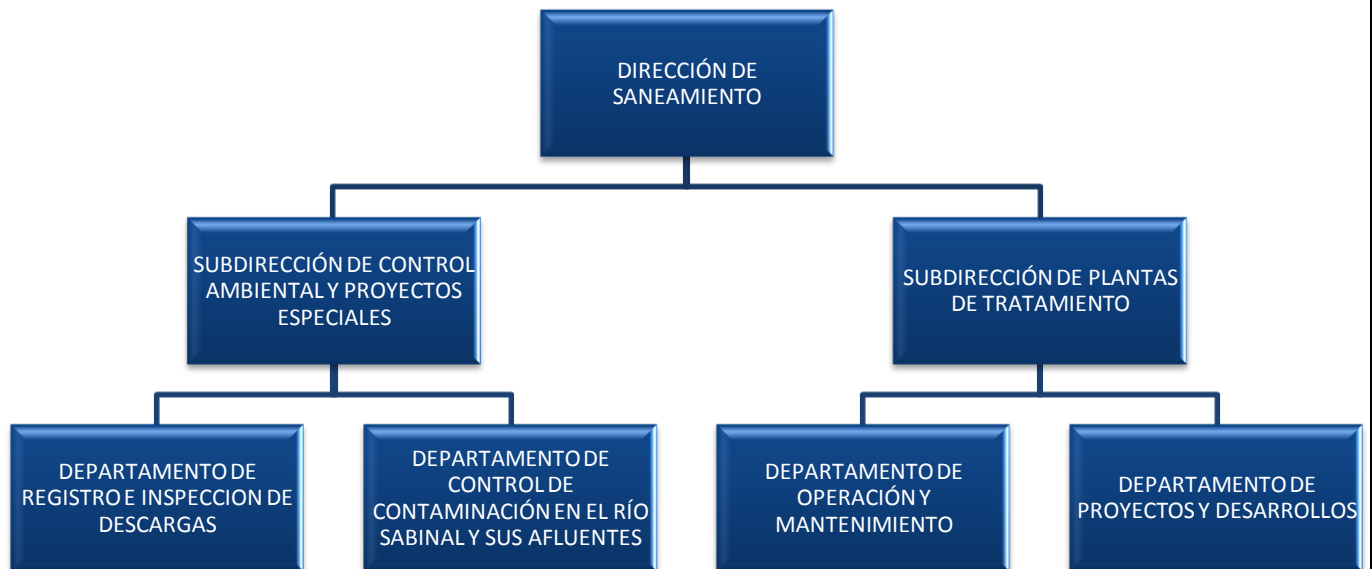 DIRECCIÓN DE
SANEAMIENTO
SUBDIRECCIÓN DE CONTROL
AMBIENTAL Y PROYECTOS
ESPECIALES
SUBDIRECCIÓN DE PLANTAS
DE TRATAMIENTO
DEPARTAMENTO DE
REGISTRO E INSPECCION DE
DESCARGAS
DEPARTAMENTO DE
CONTROL DE
CONTAMINACIÓN EN EL RÍO
SABINAL Y SUS AFLUENTES
DEPARTAMENTO DE
OPERACIÓN Y
MANTENIMIENTO
DEPARTAMENTO DE
PROYECTOS Y DESARROLLOS